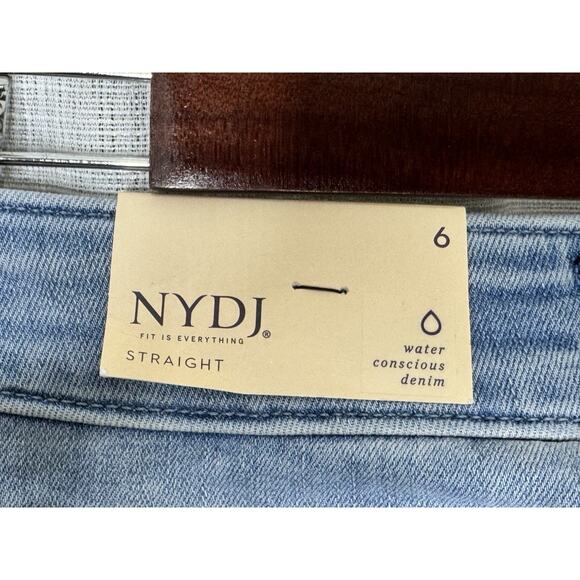 6
NYDJ®
FIT IS EVERYTHING
STRAIGHT
water
conscious
denim